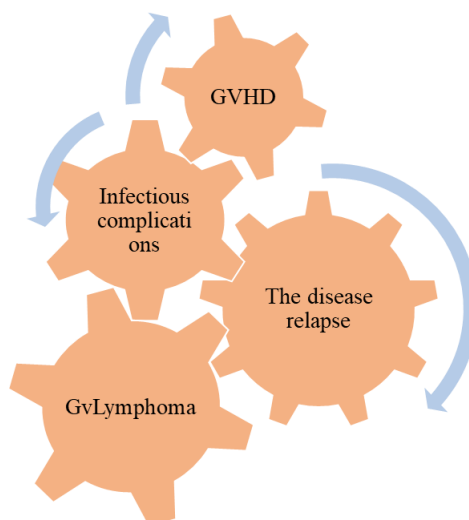 GVHD
Infectious
complicati
ons
The disease
relapse
GvLymphoma